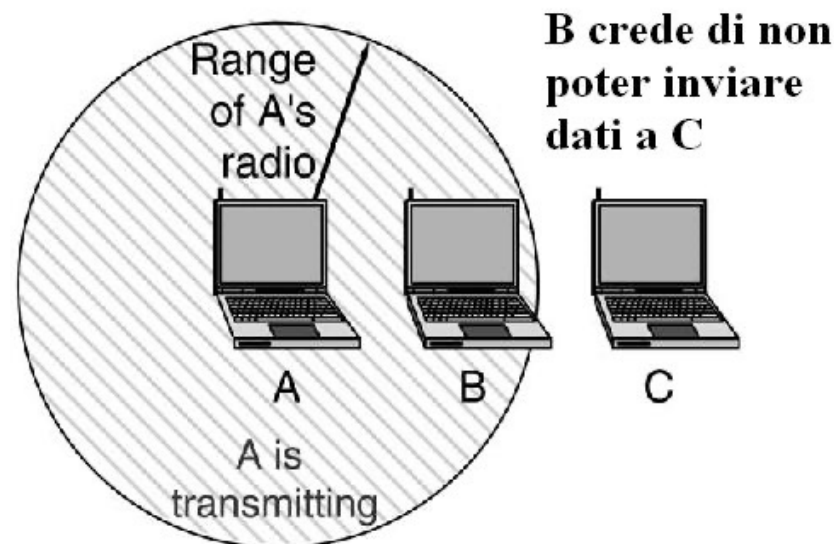 B crede di non
poter inviare
dati a C
Range
of A's
radio
A
B
C
A is
transmitting